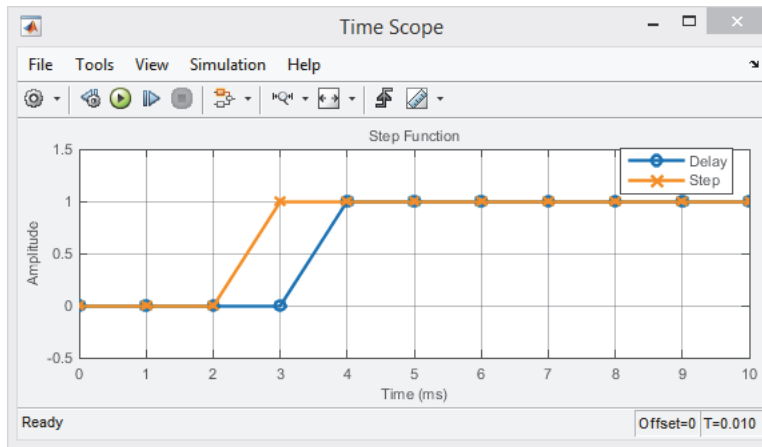 Time Scope
File Tools View Simulation Help
Step Function
Delay
Step
1.5
1
0.5
0
-0.5
Amplitude
0 1 2 3 4 5 6 7 8 9 10
Time (ms)
Ready
Offset=0 T=0.010